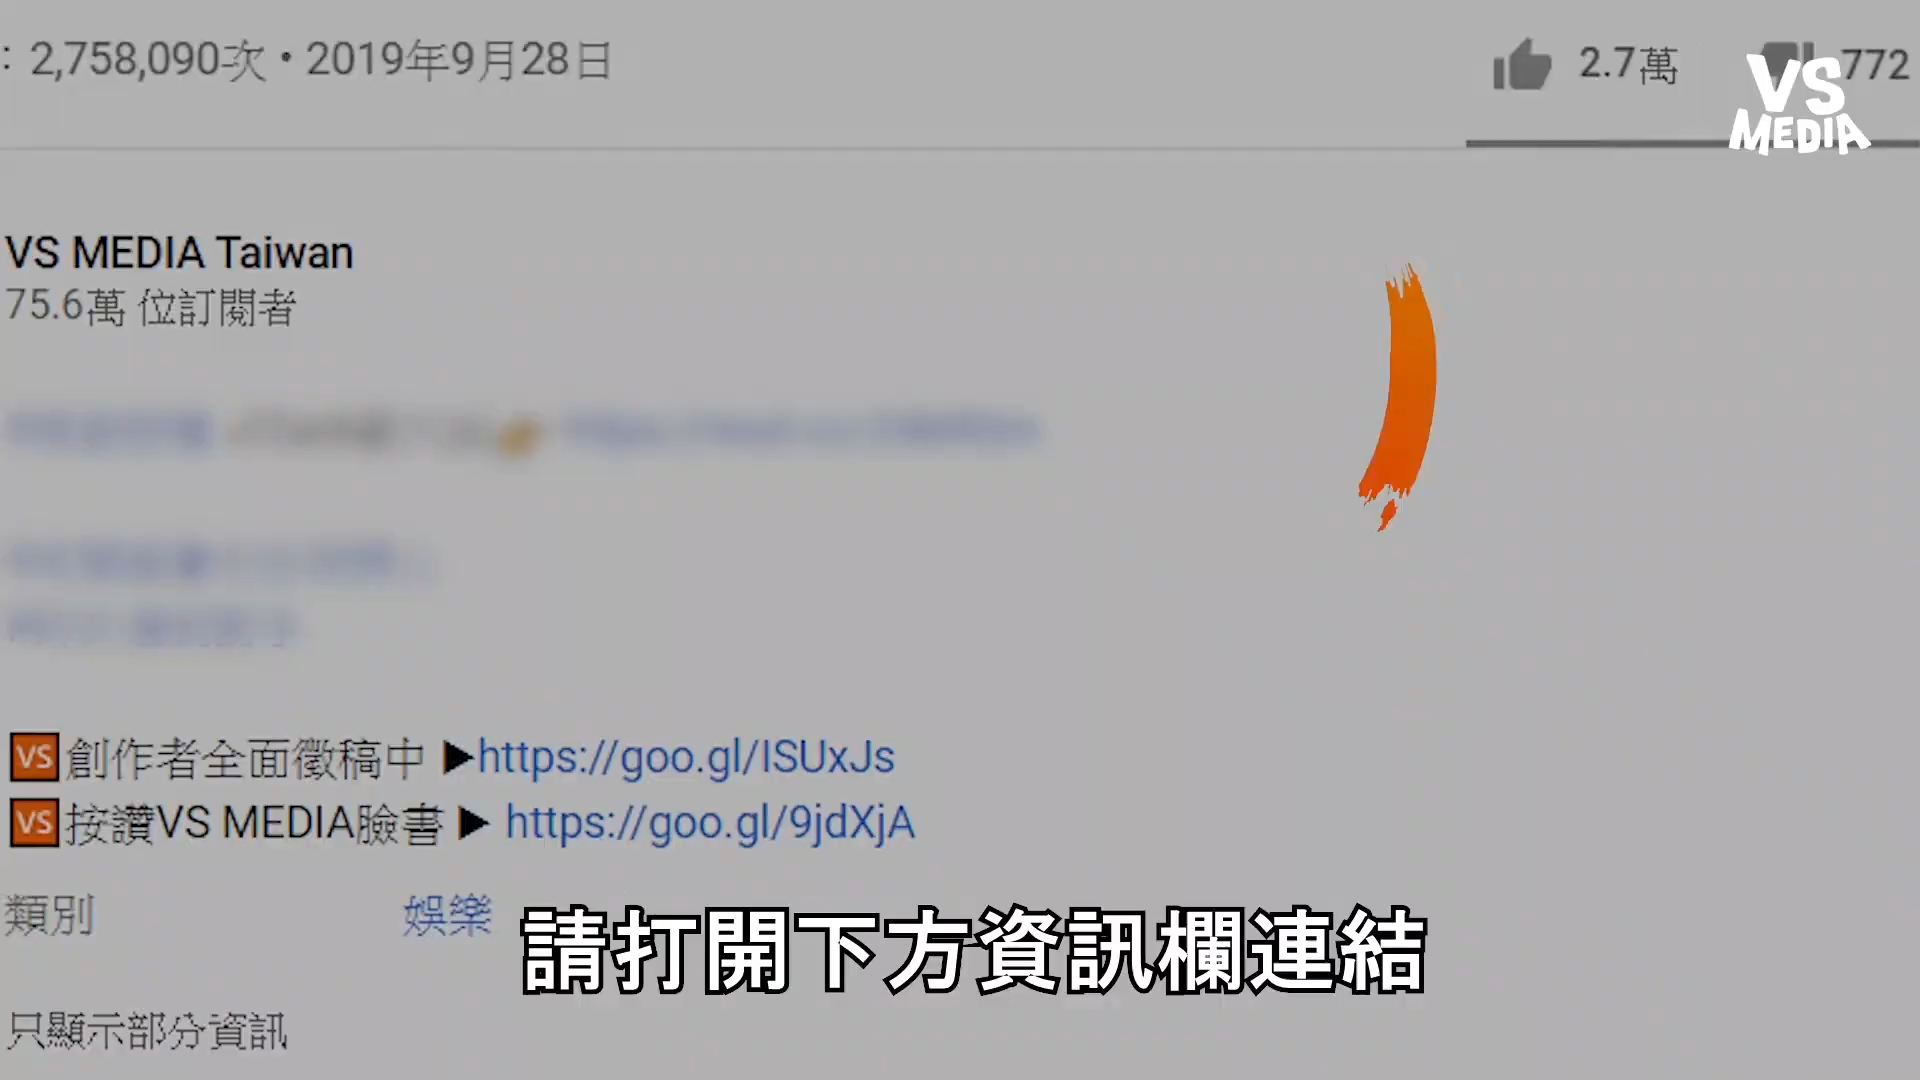 : 2,758,090次 • 2019年9月28日
2.7萬
772
VS
MEDIA
VS MEDIA Taiwan
75.6萬 位訂閱者
VS創作者全面徵稿中 ▶https://goo.gl/ISUxJs
VS按讚VS MEDIA臉書 ▶ https://goo.gl/9jdXjA
類別 娛樂
請打開下方資訊欄連結
只顯示部分資訊